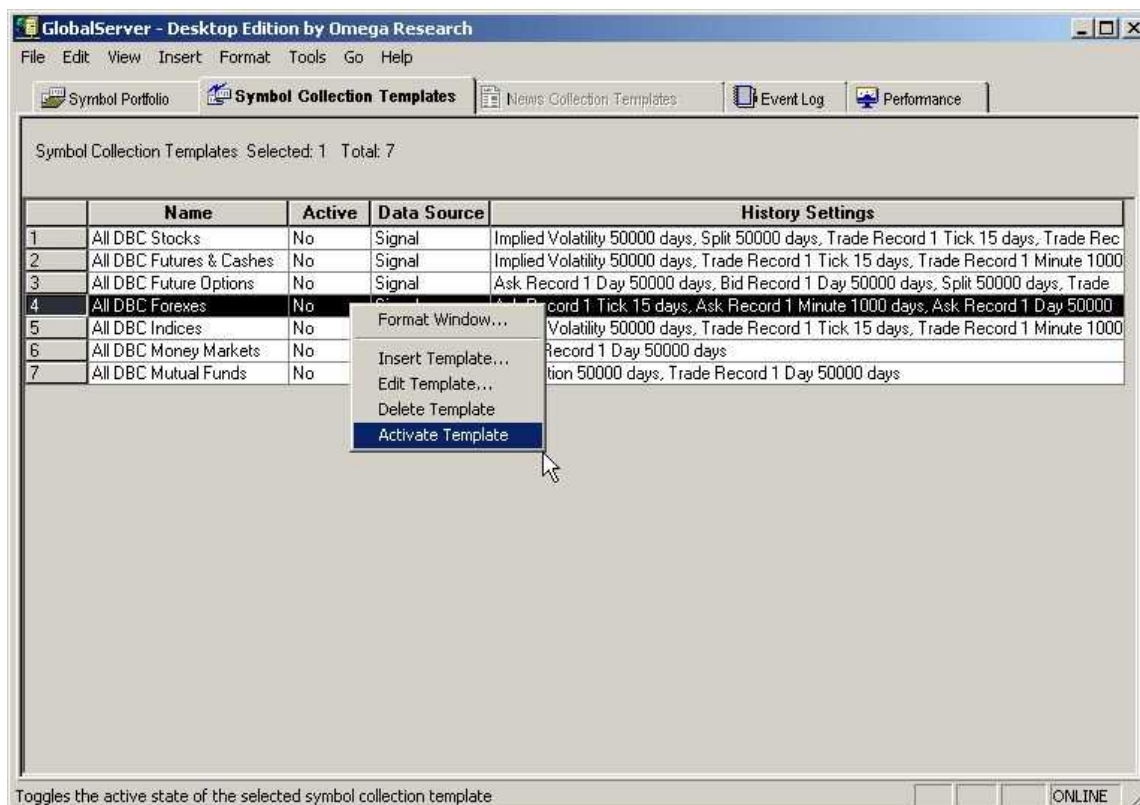 GlobalServer - Desktop Edition by Omega Research
File Edit View Insert Format Tools Go Help
Symbol Portfolio Symbol Collection Templates News Collection Templates Event Log Performance
Symbol Collection Templates Selected: 1 Total: 7
Name Active Data Source History Settings
1 All DBC Stocks No Signal Implied Volatility 50000 days, Split 50000 days, Trade Record 1 Tick 15 days, Trade Rec
2 All DBC Futures & Cashes No Signal Implied Volatility 50000 days, Trade Record 1 Tick 15 days, Trade Record 1 Minute 1000
3 All DBC Future Options No Signal Ask Record 1 Day 50000 days, Bid Record 1 Day 50000 days, Split 50000 days, Trade
4 All DBC Forexes No Record 1 Tick 15 days, Ask Record 1 Minute 1000 days, Ask Record 1 Day 50000
5 All DBC Indices No Volatility 50000 days, Trade Record 1 Tick 15 days, Trade Record 1 Minute 1000
6 All DBC Money Markets No Record 1 Day 50000 days
7 All DBC Mutual Funds No tion 50000 days, Trade Record 1 Day 50000 days
Format Window...
Insert Template...
Edit Template...
Delete Template
Activate Template
Toggles the active state of the selected symbol collection template ONLINE